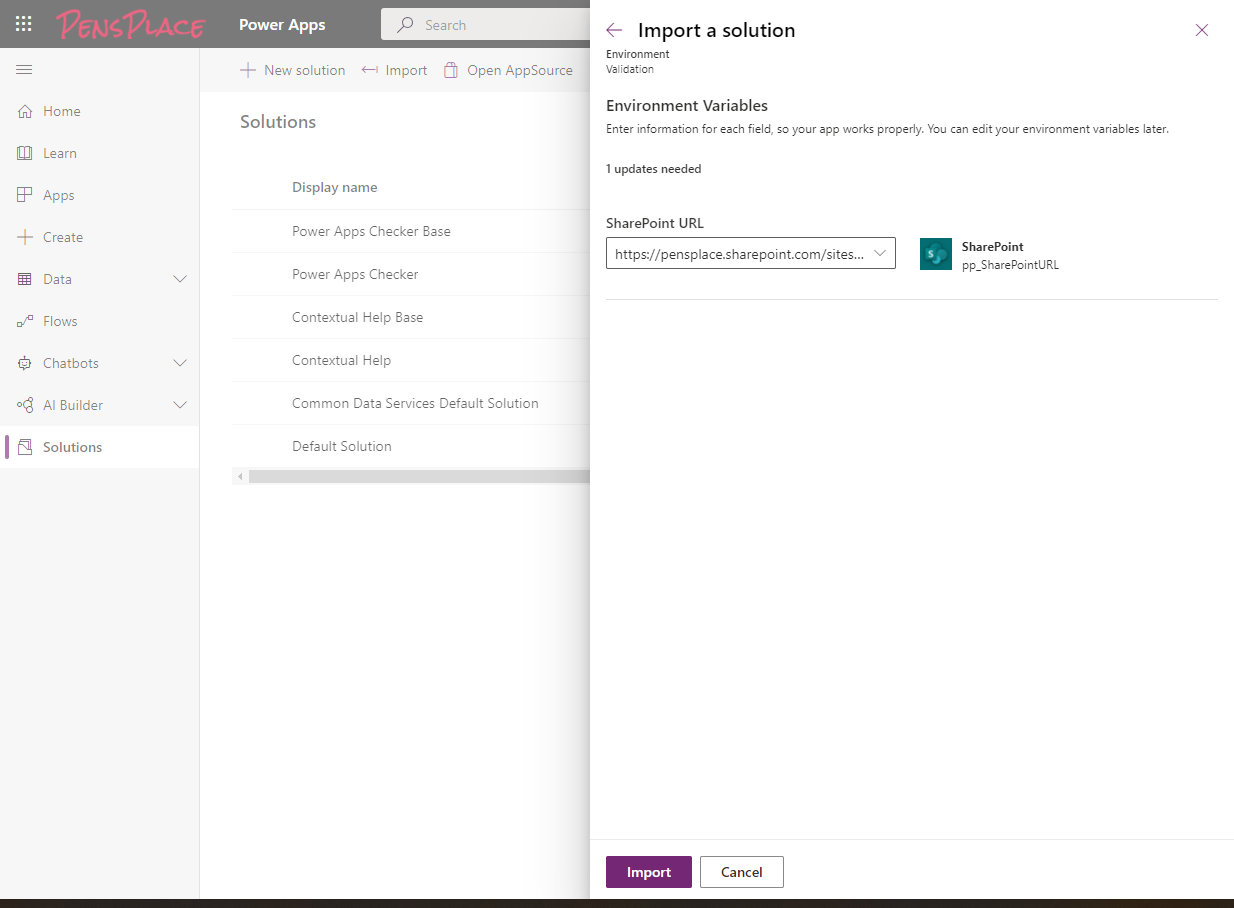 PENSPLACE
Power Apps
Search
New solution
Import
Open AppSource
Home
Learn
Apps
Create
Data
Flows
Chatbots
AI Builder
Solutions
Solutions
Display name
Power Apps Checker Base
Power Apps Checker
Contextual Help Base
Contextual Help
Common Data Services Default Solution
Default Solution
Import a solution
Environment
Validation
Environment Variables
Enter information for each field, so your app works properly. You can edit your environment variables later.
1 updates needed
SharePoint URL
https://pensplace.sharepoint.com/sites...
S
SharePoint
pp_SharePointURL
Import
Cancel